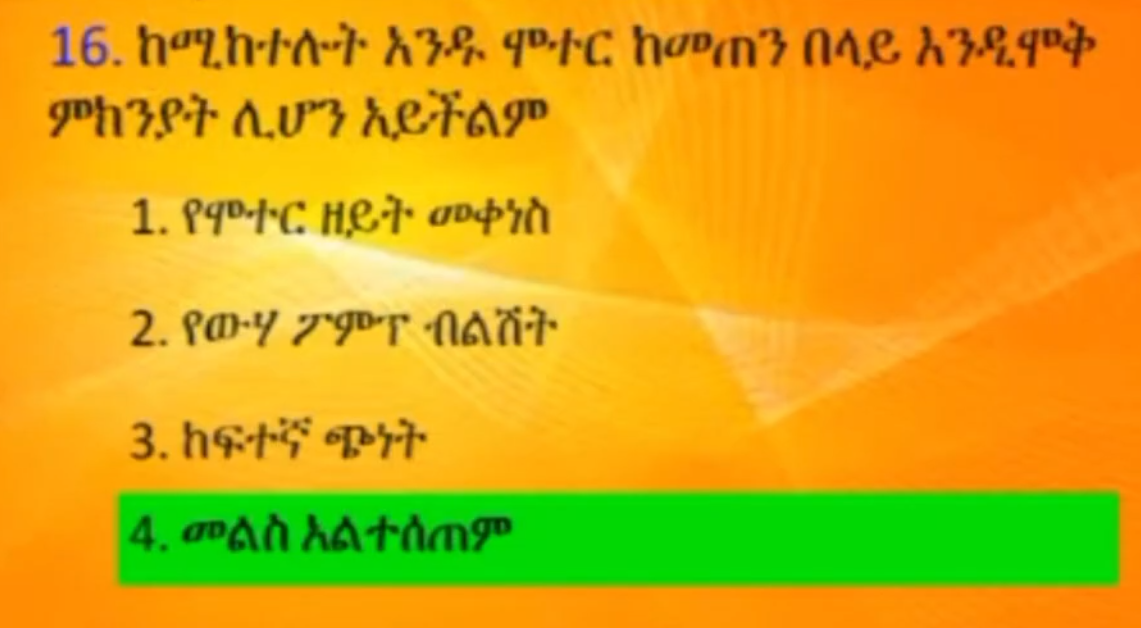 16. ከሚከተሉት አንዱ ሞተር ከመጠን በላይ እንዲሞቅ
ምክንያት ሊሆን አይችልም
1. የሞተር ዘይት መቀነስ
2. የውሃ ፖምፕ ብልሽት
3. ከፍተኛ ጭነት
4. መልስ አልተሰጠም